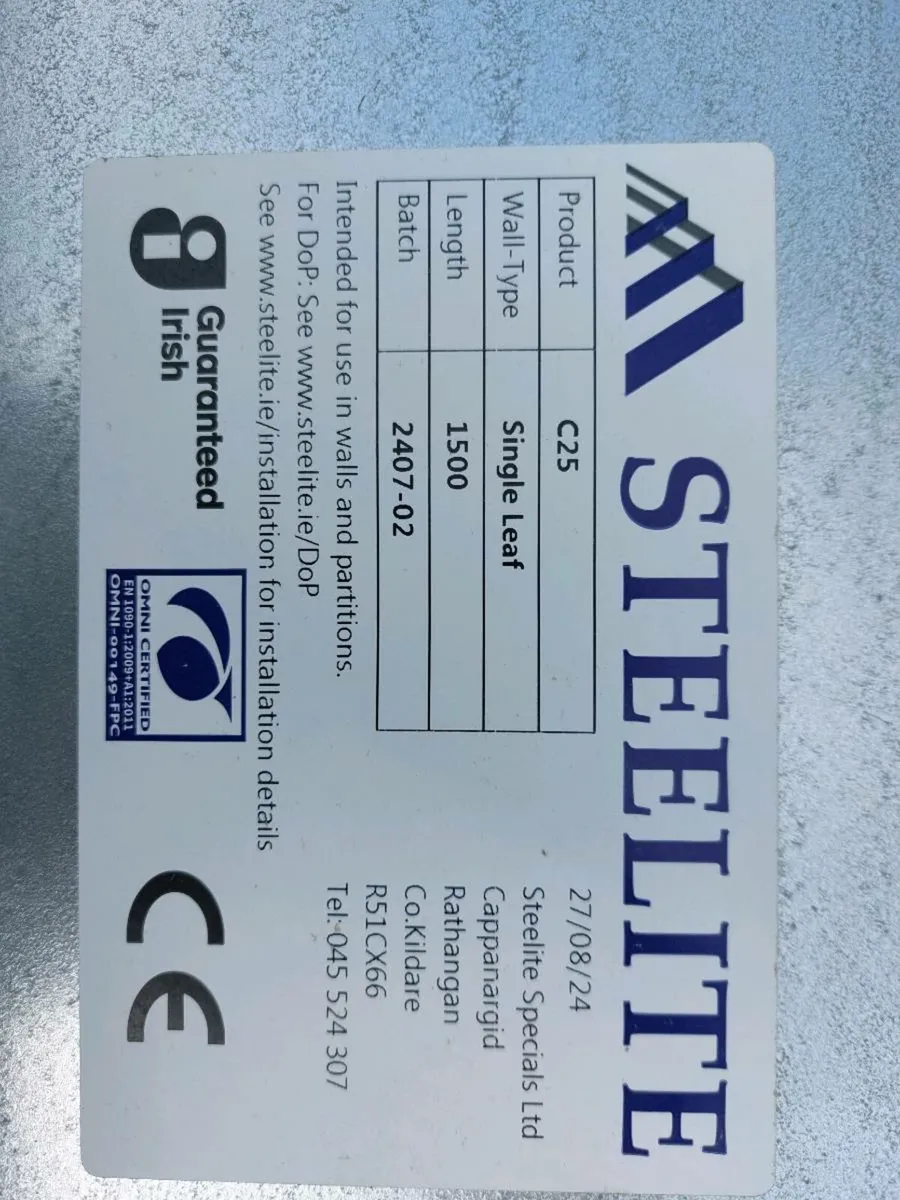 STEELITE
Product C25
Wall-Type Single Leaf
Length 1500
Batch 2407-02
27/08/24
Steelite Specials Ltd
Cappanargid
Rathangan
Co.Kildare
R51CX66
Tel: 045 524 307
Intended for use in walls and partitions.
For DoP: See www.steelite.ie/DoP
See www.steelite.ie/installation for installation details
Guaranteed
Irish
OMNI CERTIFIED
EN 1090-1:2009+A1:2011
OMNI-00149-FPC
CE